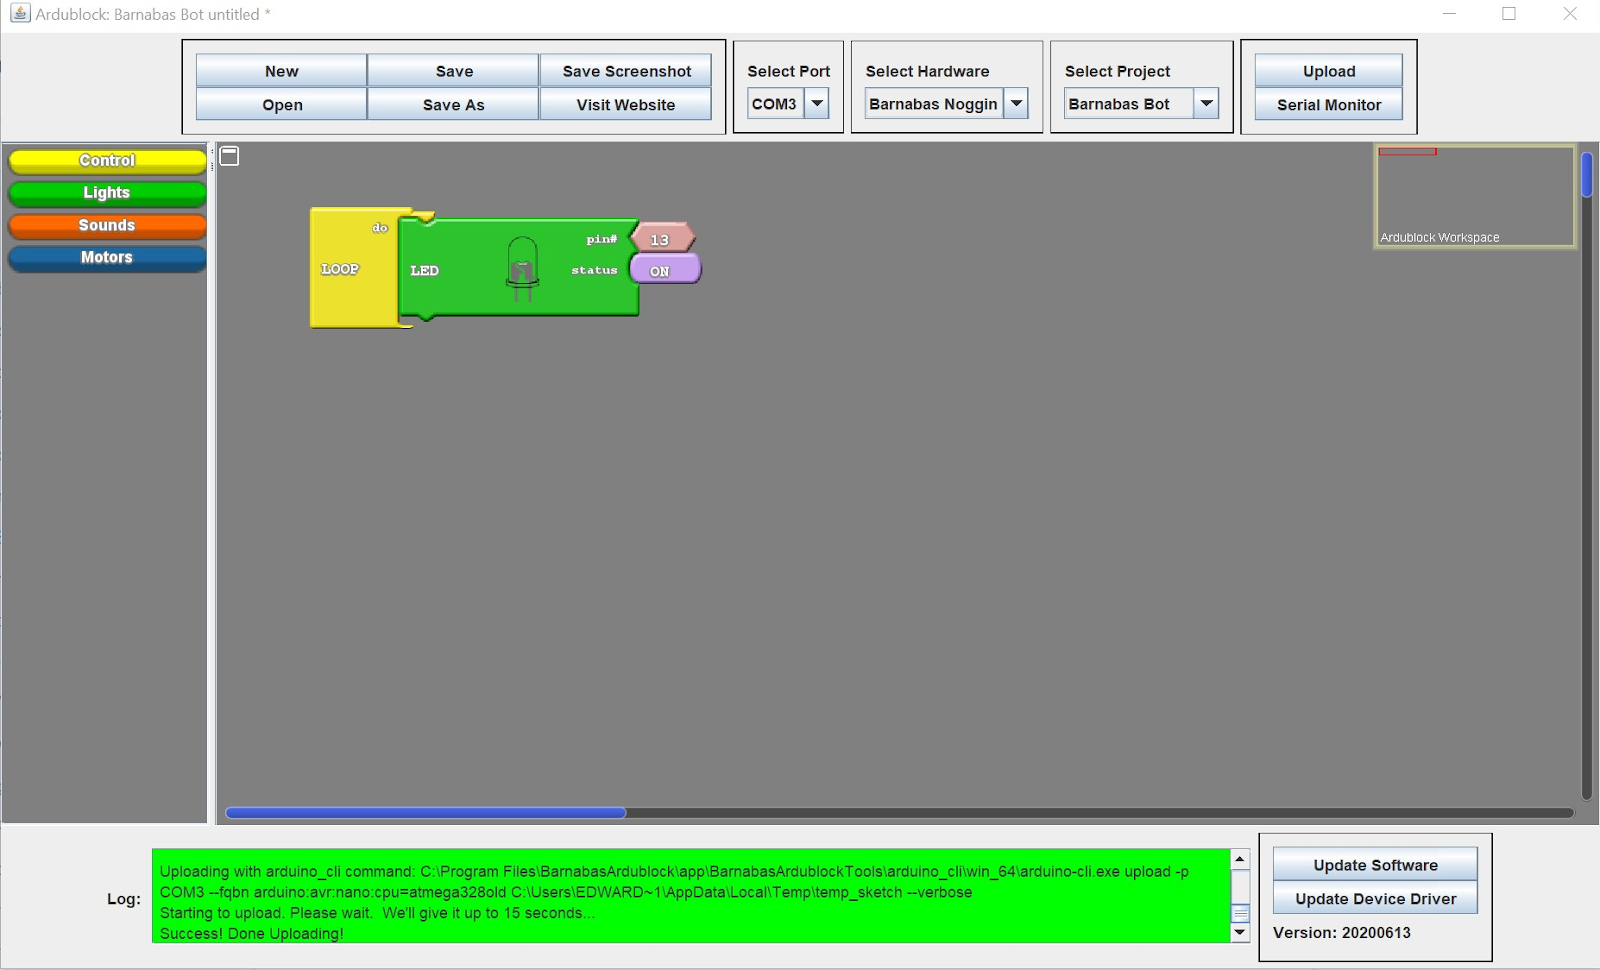 Ardublock: Barnabas Bot untitled *
New Save Save Screenshot
Open Save As Visit Website
Select Port
COM3
Select Hardware
Barnabas Noggin
Select Project
Barnabas Bot
Upload
Serial Monitor
Control
Lights
Sounds
Motors
do
LOOP
LED
pin# 13
status ON
Ardublock Workspace
Log:
Uploading with arduino_cli command: C:\Program Files\BarnabasArdublock\app\BarnabasArdublockTools\arduino_cli\win_64\arduino-cli.exe upload -p
COM3 --fqbn arduino:avr:nano:cpu=atmega328old C:\Users\EDWARD~1\AppData\Local\Temp\temp_sketch --verbose
Starting to upload. Please wait.  We'll give it up to 15 seconds...
Success! Done Uploading!
Update Software
Update Device Driver
Version: 20200613